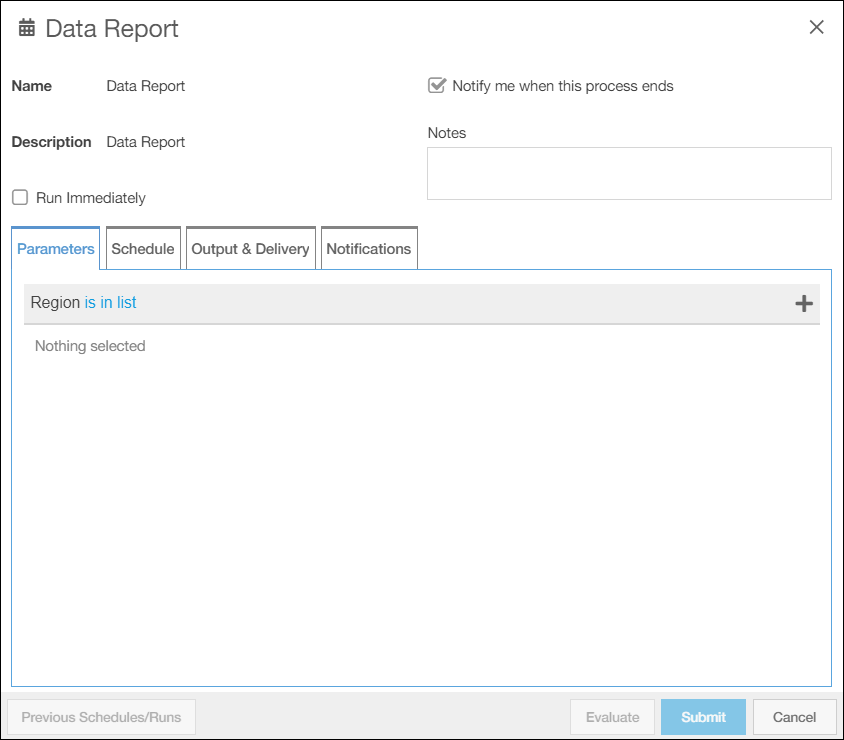 Data Report
Name Data Report
Notify me when this process ends
Description Data Report
Notes
Run Immediately
Parameters Schedule Output & Delivery Notifications
Region is in list
Nothing selected
Previous Schedules/Runs Evaluate Submit Cancel